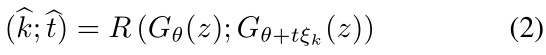 (k̂; t̂) = R (G_θ(z); G_{θ+tξ_k}(z))    (2)